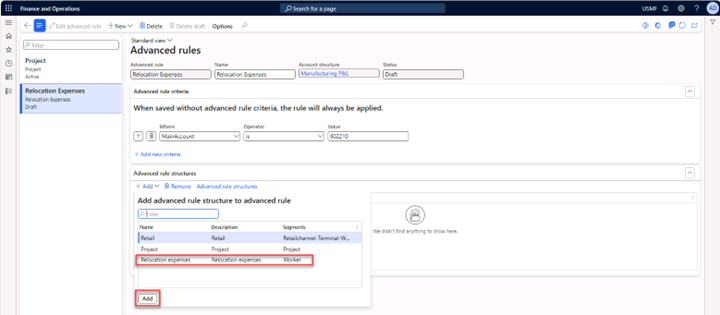 Finance and Operations
Search for a page
USMF
AD
Edit advanced rule
New
Delete
Delete draft
Options
Filter
Project
Project
Active
Relocation Expenses
Relocation Expenses
Draft
Standard view
Advanced rules
Advanced rule
Name
Account structure
Status
Relocation Expenses
Relocation Expenses
Manufacturing P&L
Draft
Advanced rule criteria
When saved without advanced rule criteria, the rule will always be applied.
Where
Operator
Value
MainAccount
is
602210
+ Add new criteria
Advanced rule structures
+ Add
Remove
Advanced rule structures
Add advanced rule structure to advanced rule
Filter
Name
Description
Segments
Retail
Retail
Retailchannel-Terminal-W...
Project
Project
Project
Relocation expenses
Relocation expenses
Worker
We didn't find anything to show here.
Add